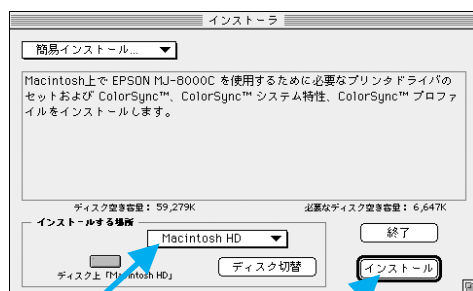 インストーラ
簡易インストール...
Macintosh上で EPSON MJ-8000C を使用するために必要なプリンタドライバの
セットおよび ColorSync™、ColorSync™ システム特性、ColorSync™ プロファ
イルをインストールします。
ディスク空き容量： 59,279K 必要なディスク空き容量： 6,647K
インストールする場所
Macintosh HD
終了
ディスク上「Macintosh HD」
ディスク切替
インストール